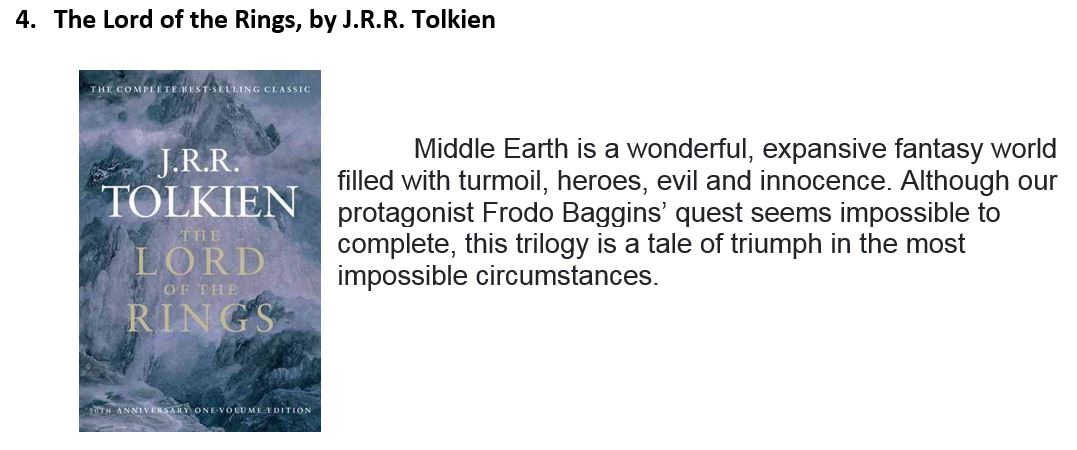 4. The Lord of the Rings, by J.R.R. Tolkien
THE COMPLETE BEST-SELLING CLASSIC
J.R.R.
TOLKIEN
THE
LORD
OF THE
RINGS
50TH ANNIVERSARY ONE-VOLUME EDITION
Middle Earth is a wonderful, expansive fantasy world
filled with turmoil, heroes, evil and innocence. Although our
protagonist Frodo Baggins’ quest seems impossible to
complete, this trilogy is a tale of triumph in the most
impossible circumstances.